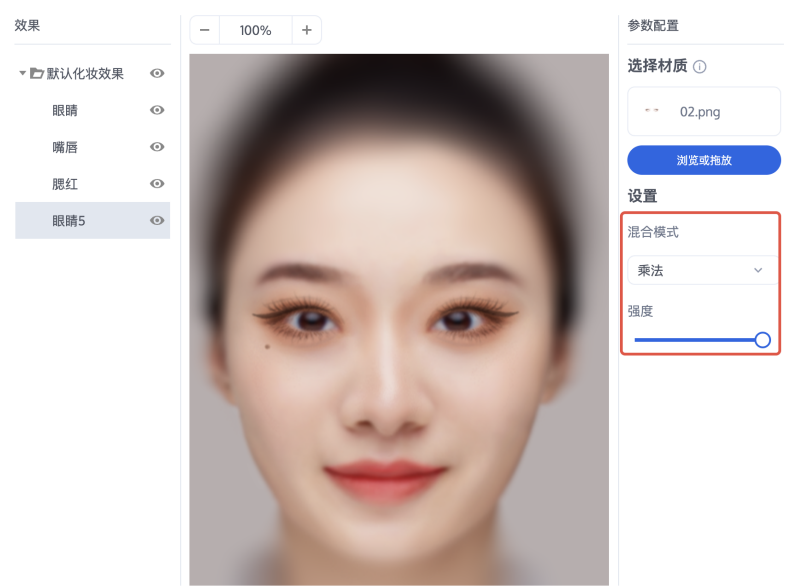 效果
默认化妆效果
眼睛
嘴唇
腮红
眼睛5
100%
参数配置
选择材质
02.png
浏览或拖放
设置
混合模式
乘法
强度